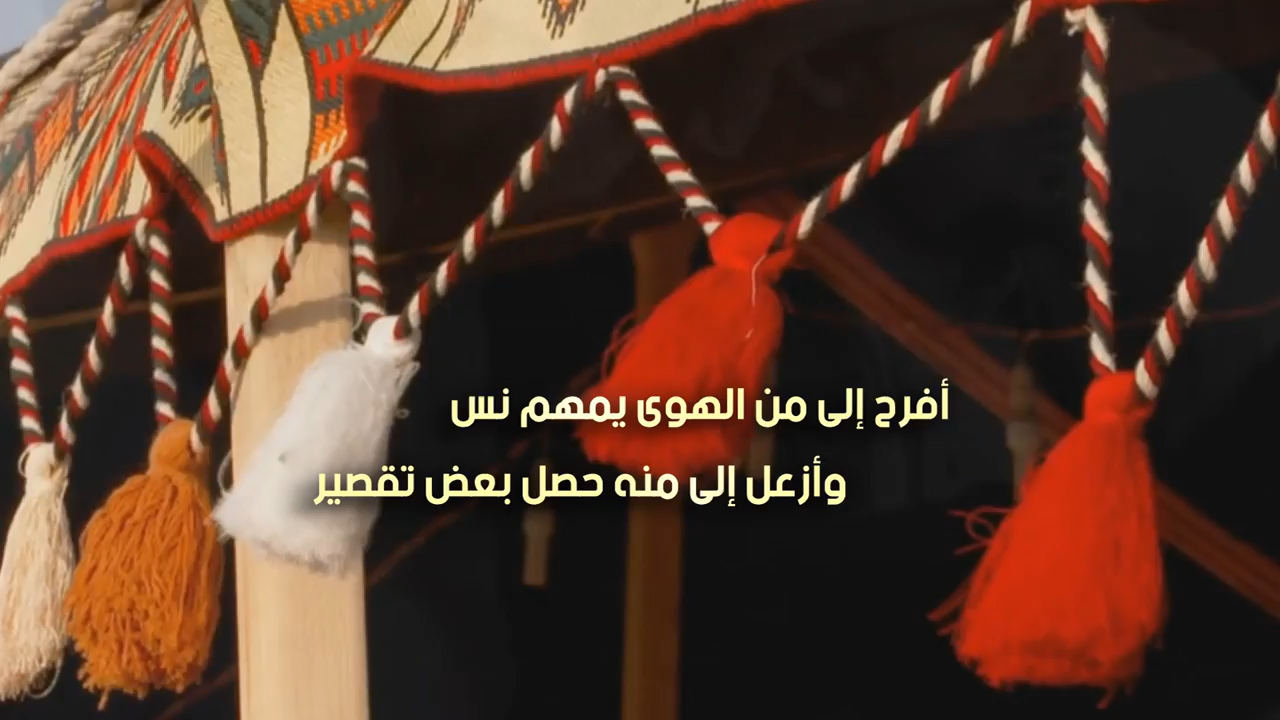 أفرح إلى من الهوى يمهم نس
وأزعل إلى منه حصل بعض تقصير